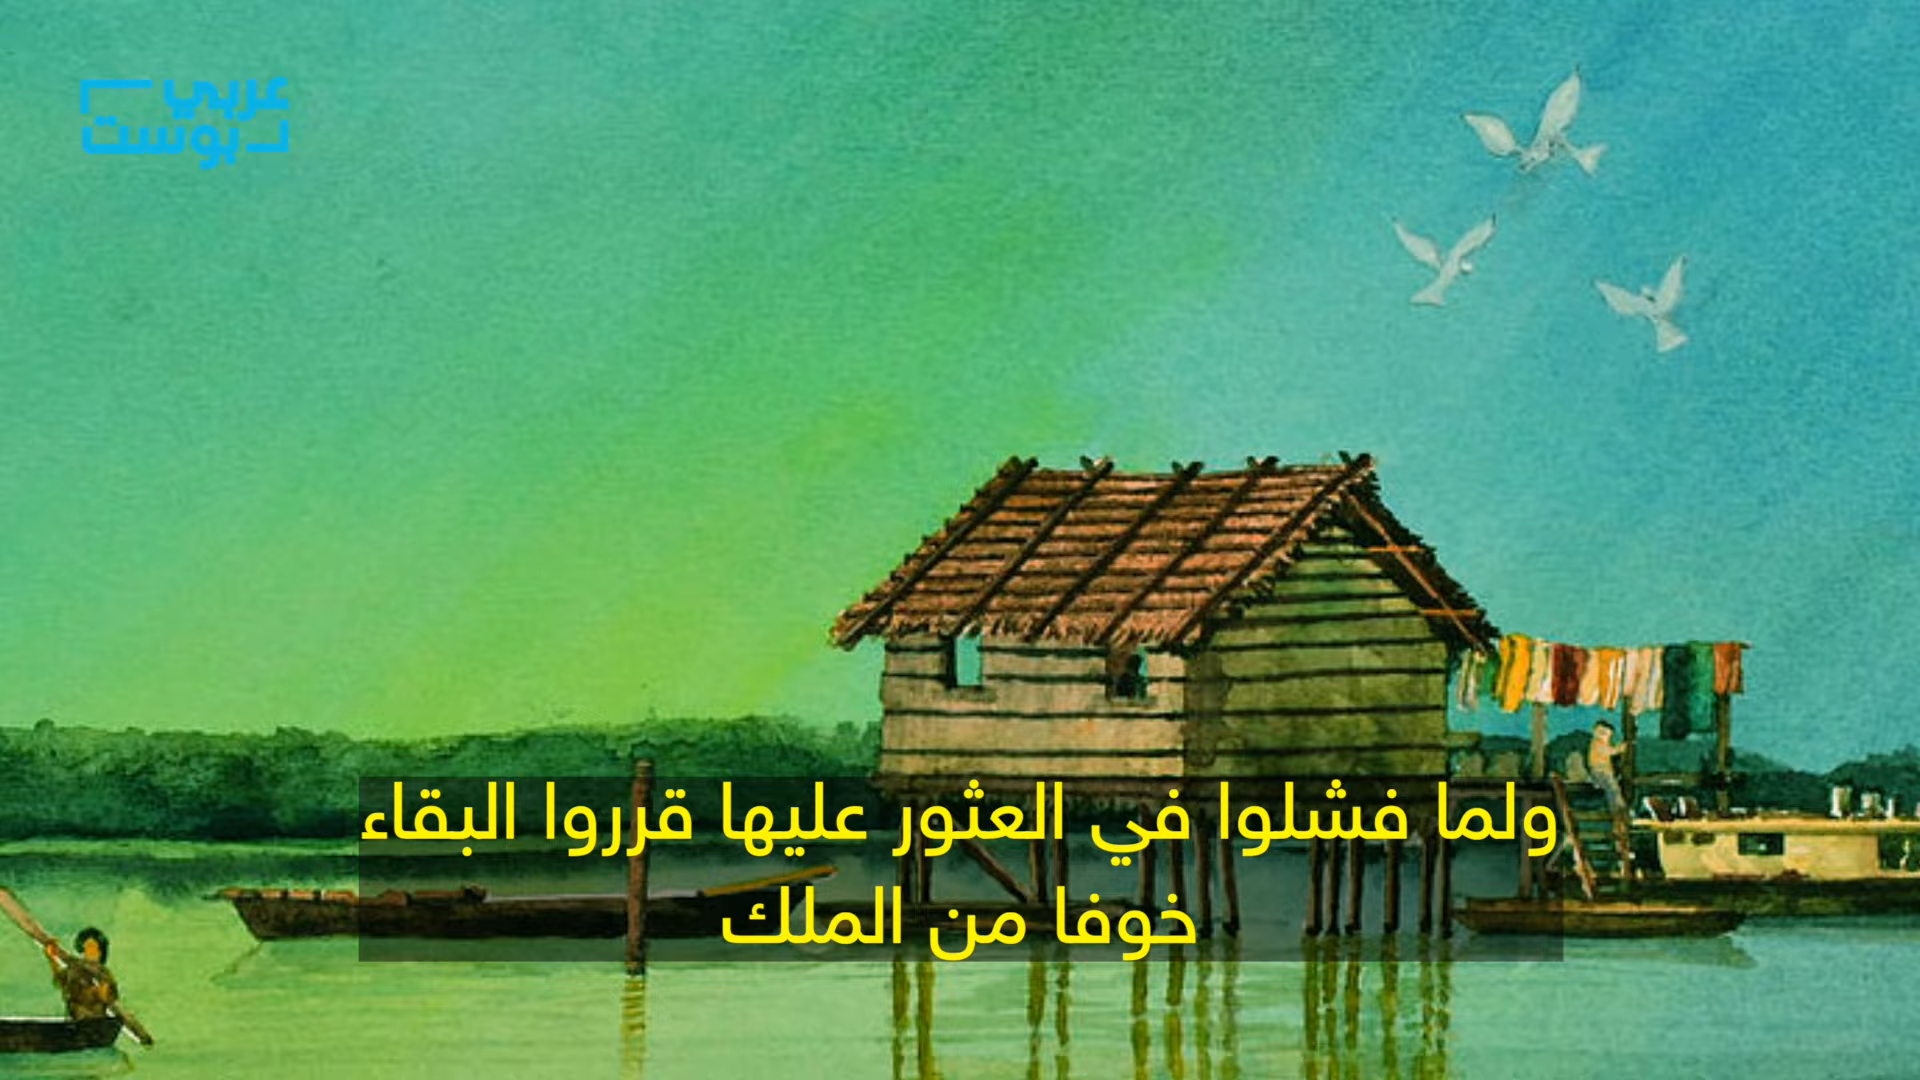 عربي
بوست
ولما فشلوا في العثور عليها قرروا البقاء
خوفا من الملك